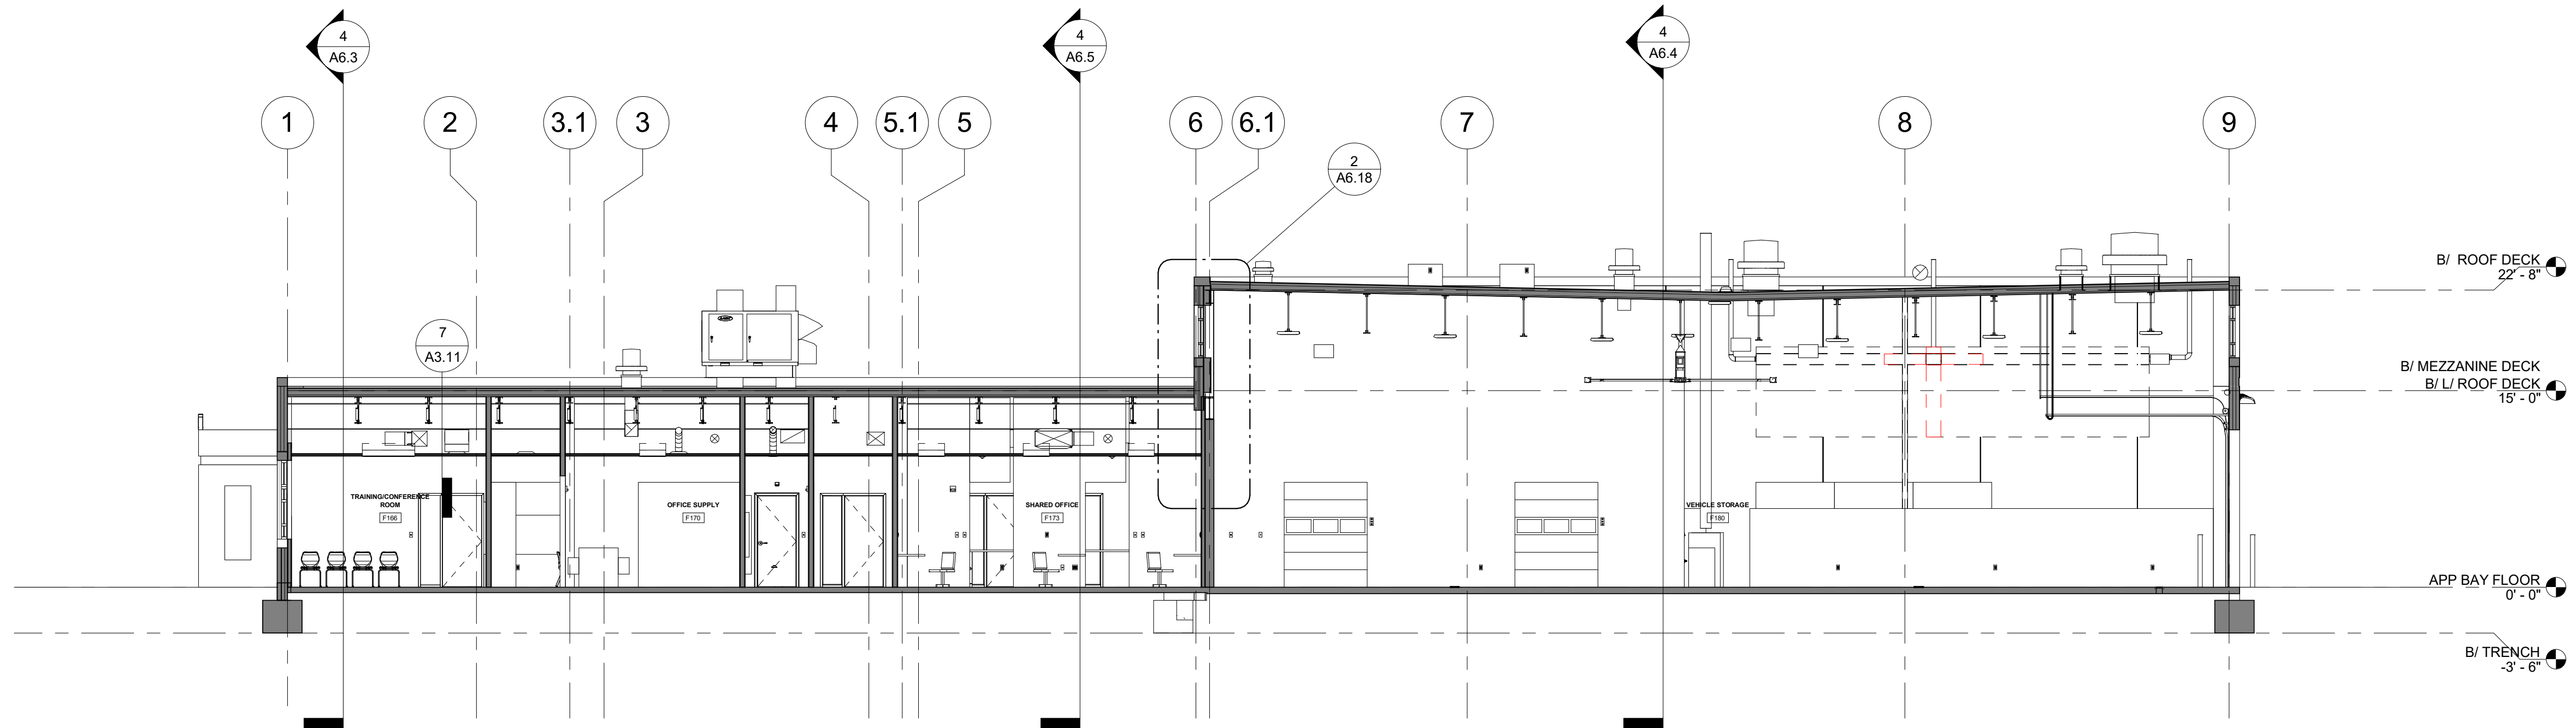 4
A6.3
4
A6.5
4
A6.4
1
2
3.1
3
4
5.1
5
6
6.1
7
8
9
2
A6.18
7
A3.11
B/ ROOF DECK
22' - 8"
B/ MEZZANINE DECK
B/ L/ ROOF DECK
15' - 0"
TRAINING/CONFERENCE
ROOM
F166
OFFICE SUPPLY
F170
SHARED OFFICE
F173
VEHICLE STORAGE
F180
APP BAY FLOOR
0' - 0"
B/ TRENCH
-3' - 6"